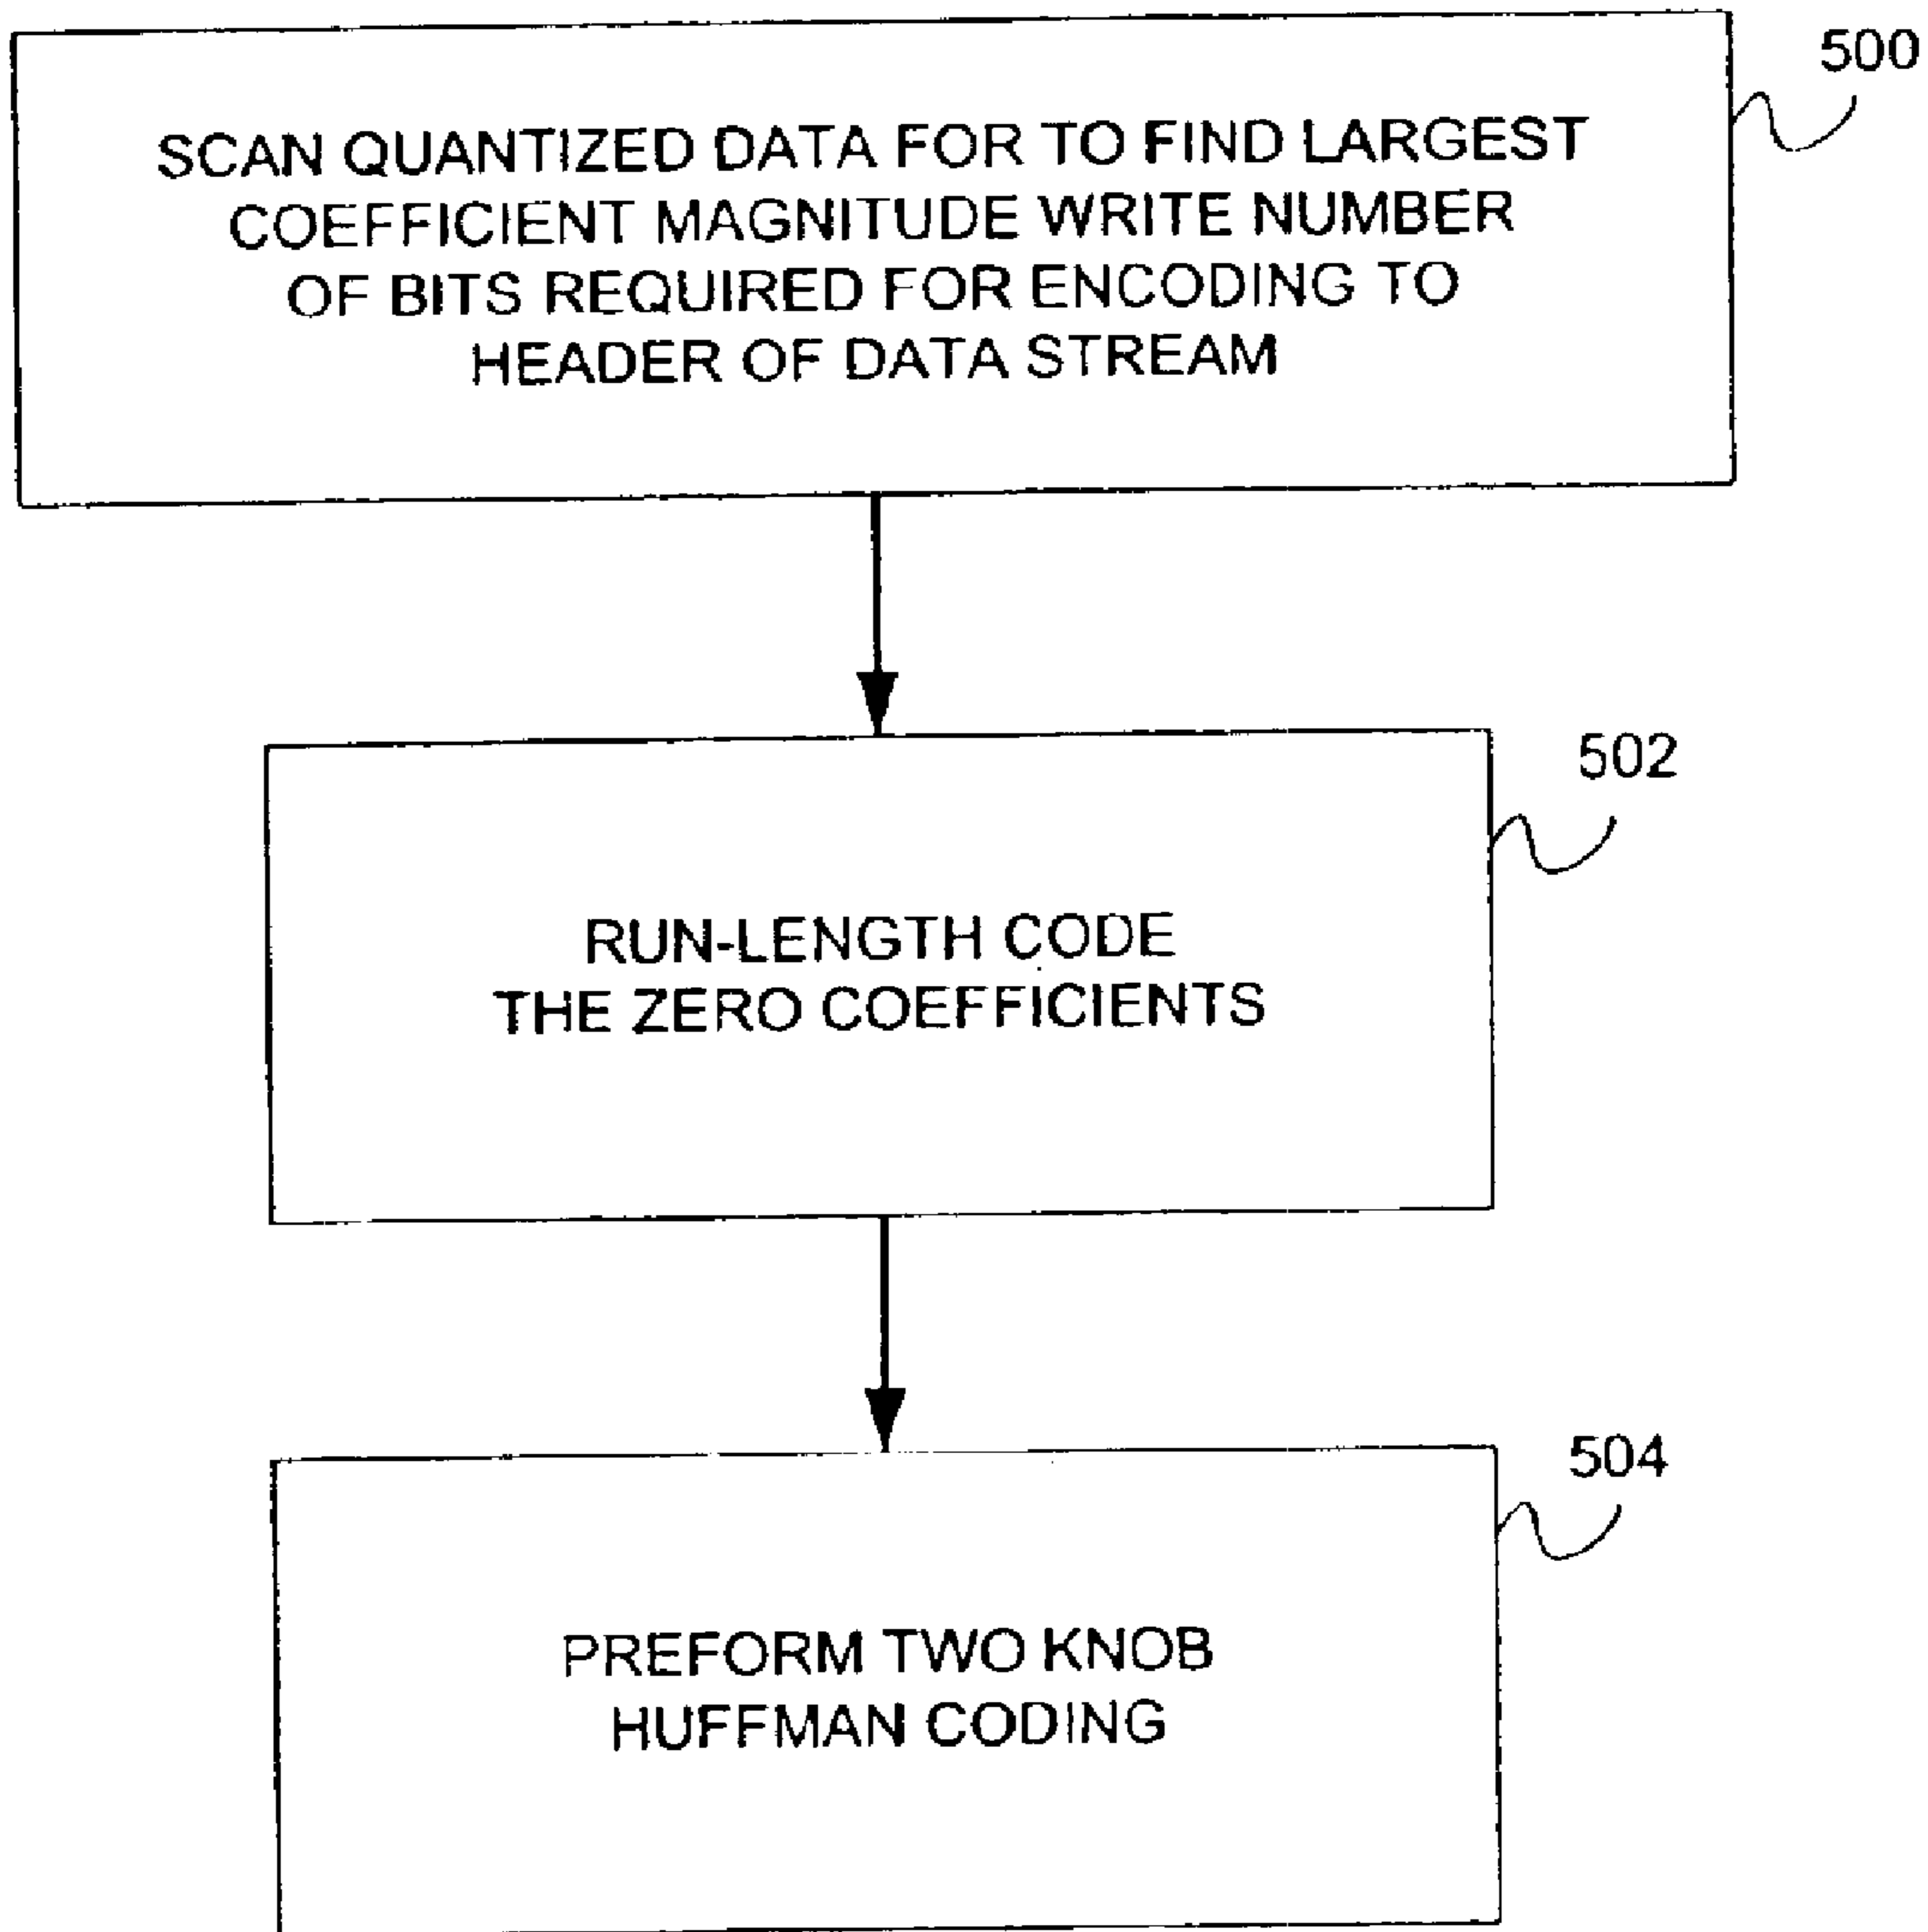 500
SCAN QUANTIZED DATA FOR TO FIND LARGEST
COEFFICIENT MAGNITUDE WRITE NUMBER
OF BITS REQUIRED FOR ENCODING TO
HEADER OF DATA STREAM
502
RUN-LENGTH CODE
THE ZERO COEFFICIENTS
504
PREFORM TWO KNOB
HUFFMAN CODING